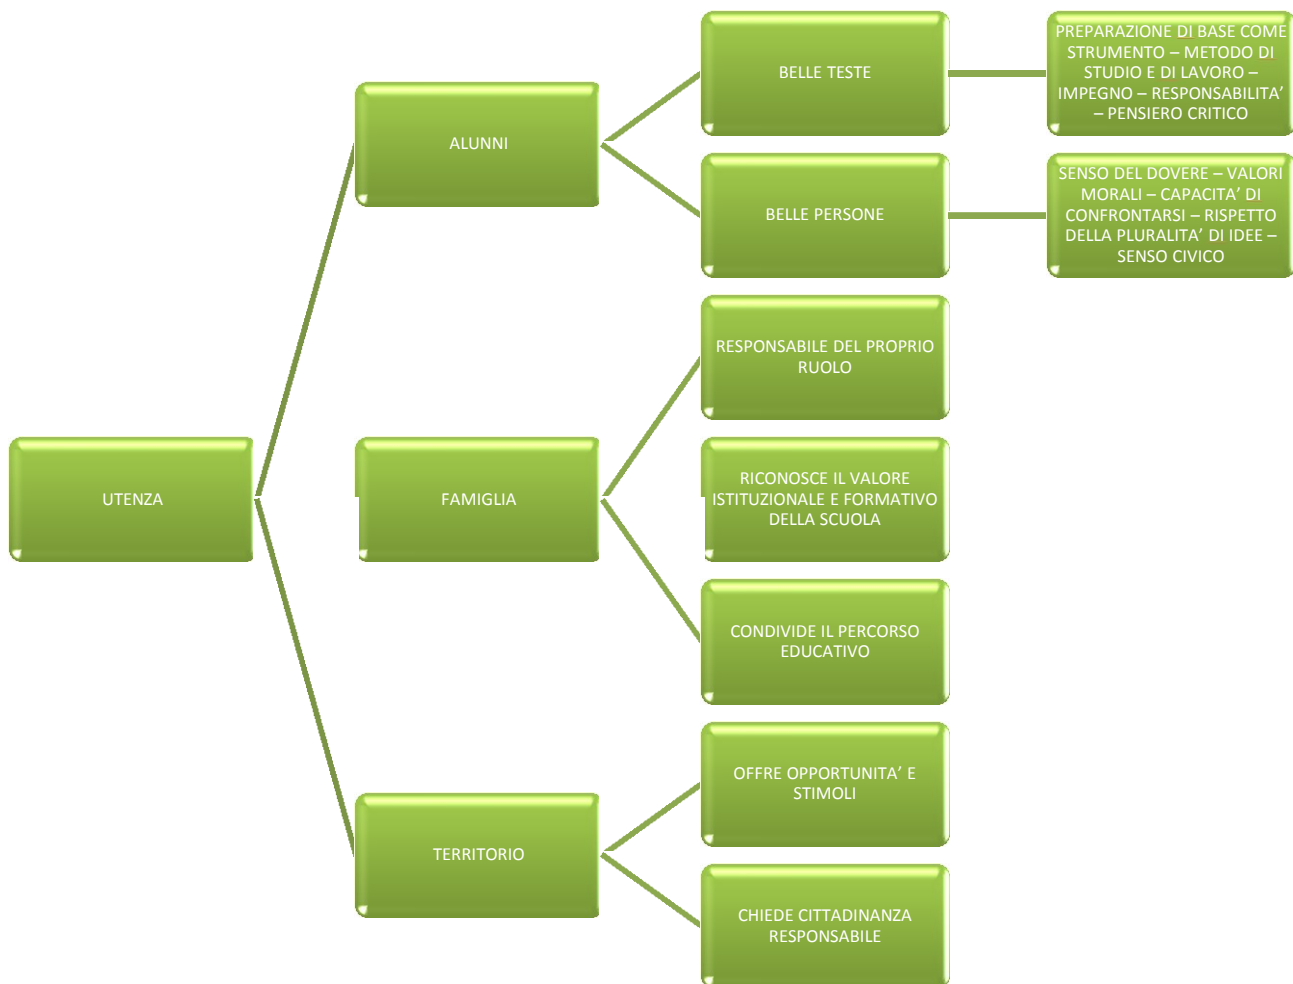 UTENZA
ALUNNI
BELLE TESTE
PREPARAZIONE DI BASE COME
STRUMENTO – METODO DI
STUDIO E DI LAVORO –
IMPEGNO – RESPONSABILITA’
– PENSIERO CRITICO
BELLE PERSONE
SENSO DEL DOVERE – VALORI
MORALI – CAPACITA’ DI
CONFRONTARSI – RISPETTO
DELLA PLURALITA’ DI IDEE –
SENSO CIVICO
FAMIGLIA
RESPONSABILE DEL PROPRIO
RUOLO
RICONOSCE IL VALORE
ISTITUZIONALE E FORMATIVO
DELLA SCUOLA
CONDIVIDE IL PERCORSO
EDUCATIVO
TERRITORIO
OFFRE OPPORTUNITA’ E
STIMOLI
CHIEDE CITTADINANZA
RESPONSABILE